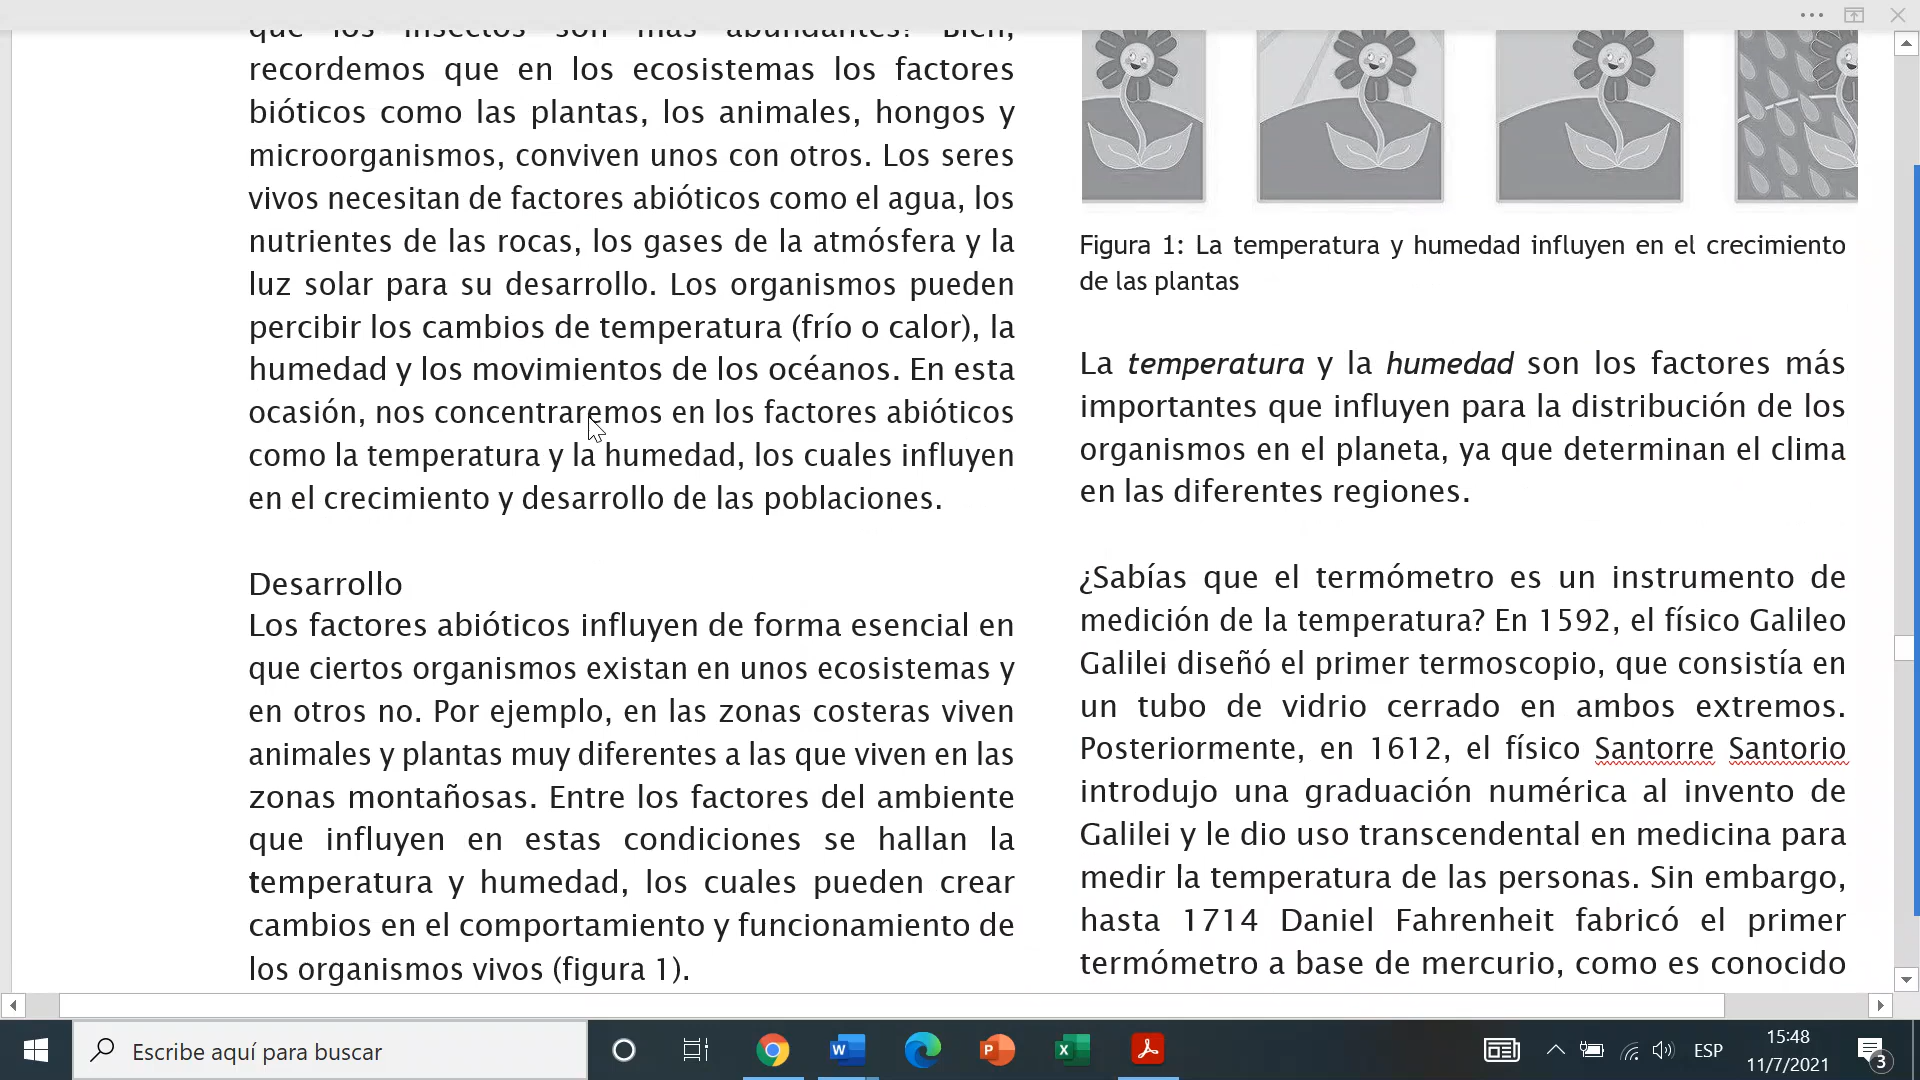 que los insectos son más abundantes? Bien,
recordemos que en los ecosistemas los factores
bióticos como las plantas, los animales, hongos y
microorganismos, conviven unos con otros. Los seres
vivos necesitan de factores abióticos como el agua, los
nutrientes de las rocas, los gases de la atmósfera y la
luz solar para su desarrollo. Los organismos pueden
percibir los cambios de temperatura (frío o calor), la
humedad y los movimientos de los océanos. En esta
ocasión, nos concentraremos en los factores abióticos
como la temperatura y la humedad, los cuales influyen
en el crecimiento y desarrollo de las poblaciones.
Desarrollo
Los factores abióticos influyen de forma esencial en
que ciertos organismos existan en unos ecosistemas y
en otros no. Por ejemplo, en las zonas costeras viven
animales y plantas muy diferentes a las que viven en las
zonas montañosas. Entre los factores del ambiente
que influyen en estas condiciones se hallan la
temperatura y humedad, los cuales pueden crear
cambios en el comportamiento y funcionamiento de
los organismos vivos (figura 1).
Figura 1: La temperatura y humedad influyen en el crecimiento
de las plantas
La temperatura y la humedad son los factores más
importantes que influyen para la distribución de los
organismos en el planeta, ya que determinan el clima
en las diferentes regiones.
¿Sabías que el termómetro es un instrumento de
medición de la temperatura? En 1592, el físico Galileo
Galilei diseñó el primer termoscopio, que consistía en
un tubo de vidrio cerrado en ambos extremos.
Posteriormente, en 1612, el físico Santorre Santorio
introdujo una graduación numérica al invento de
Galilei y le dio uso transcendental en medicina para
medir la temperatura de las personas. Sin embargo,
hasta 1714 Daniel Fahrenheit fabricó el primer
termómetro a base de mercurio, como es conocido
Escribe aquí para buscar
W
P
X
ESP
15:48
11/7/2021
3